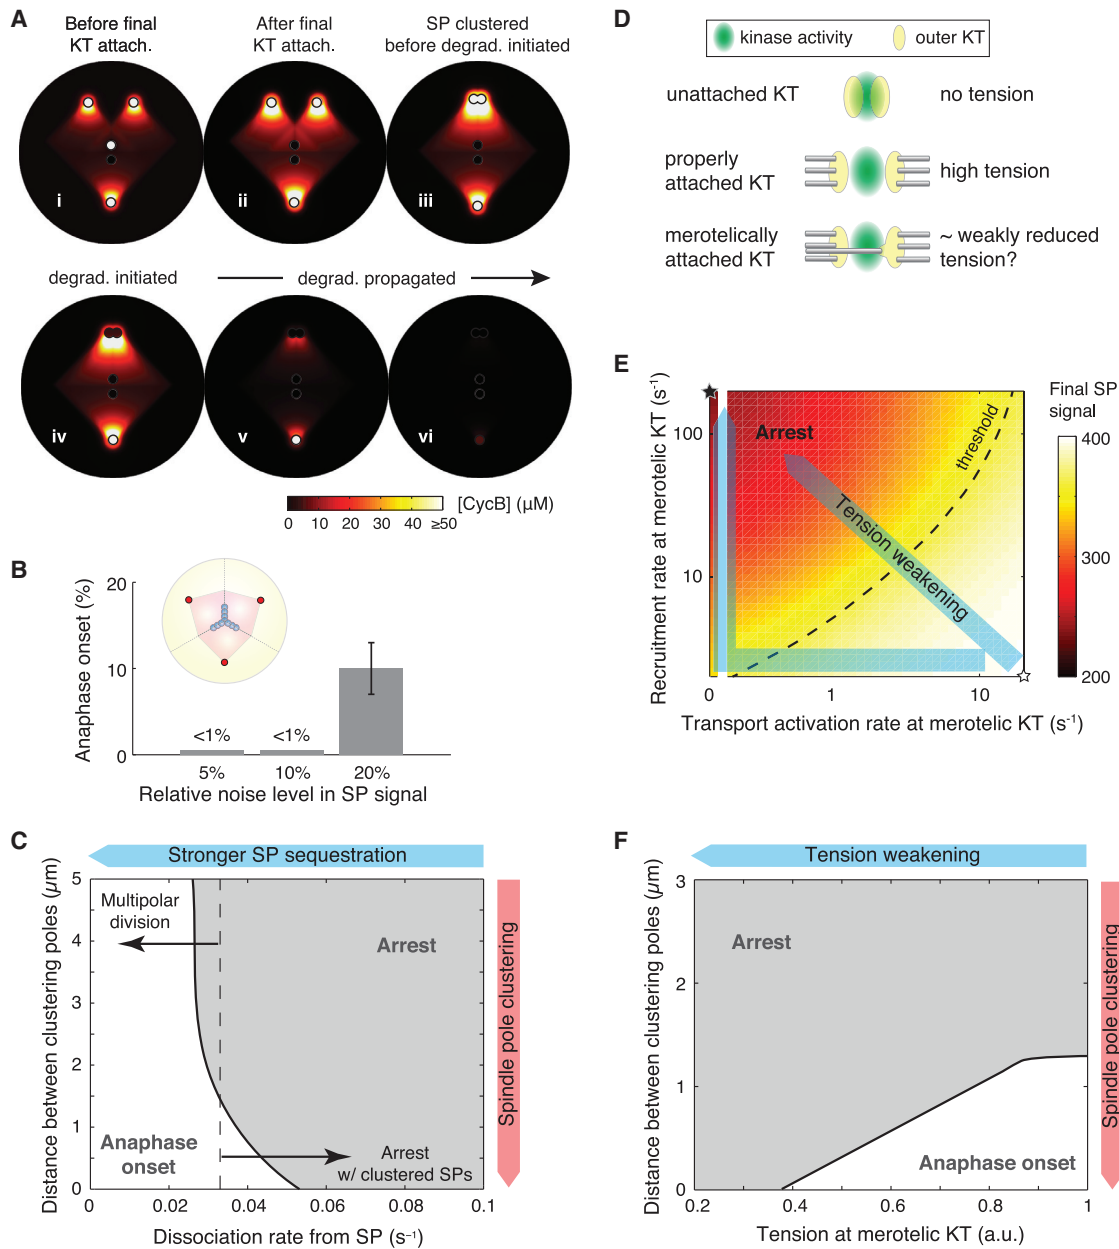 A
Before final
KT attach.
After final
KT attach.
SP clustered
before degrad. initiated
i
ii
iii
degrad. initiated
degrad. propagated
iv
v
vi
[CycB] (µM)
0 10 20 30 40 ≥50
B
Anaphase onset (%)
20
10
0
<1%
<1%
5%
10%
20%
Relative noise level in SP signal
C
Stronger SP sequestration
Distance between clustering poles (µm)
5
4
3
2
1
0
Multipolar
division
Arrest
Anaphase
onset
Arrest
w/ clustered SPs
0 0.02 0.04 0.06 0.08 0.1
Dissociation rate from SP (s⁻¹)
Spindle pole clustering
D
kinase activity
outer KT
unattached KT
no tension
properly
attached KT
high tension
merotelically
attached KT
~ weakly reduced
tension?
E
Recruitment rate at merotelic KT (s⁻¹)
100
10
Arrest
threshold
Tension weakening
0 1 10
Transport activation rate at merotelic KT (s⁻¹)
Final SP
signal
400
300
200
F
Tension weakening
Distance between clustering poles (µm)
3
2
1
0
Arrest
Anaphase onset
0.2 0.4 0.6 0.8 1
Tension at merotelic KT (a.u.)
Spindle pole clustering